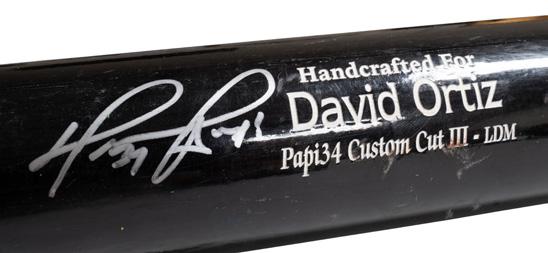 Handcrafted For
David Ortiz
Papi34 Custom Cut III - LDM